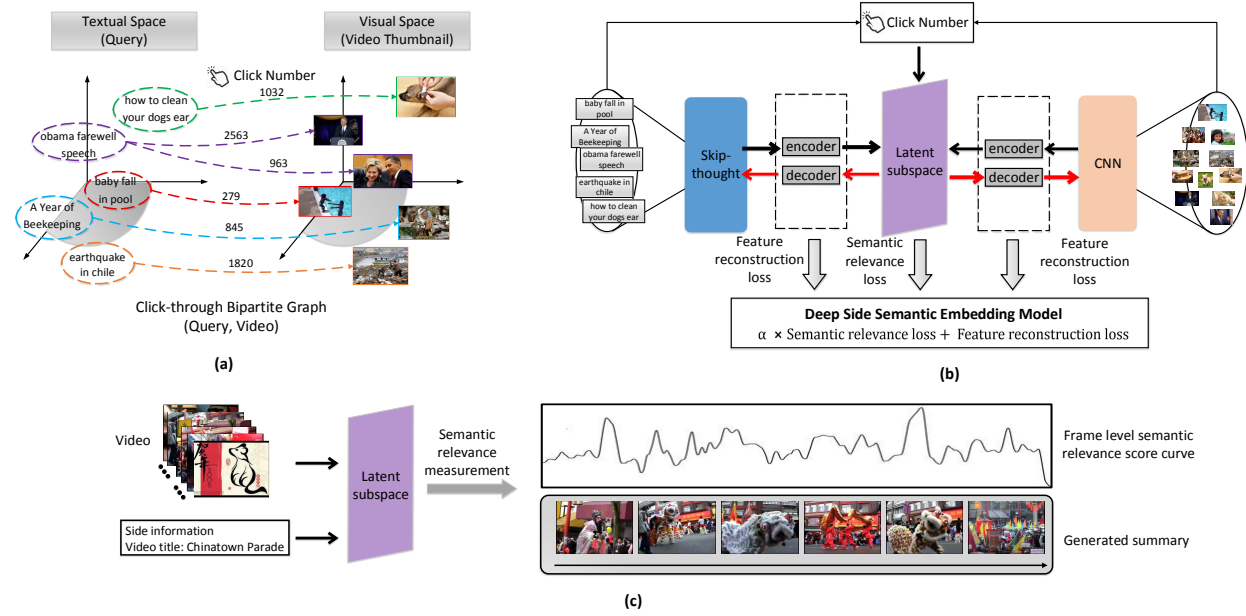 Textual Space
(Query)
Visual Space
(Video Thumbnail)
Click Number
how to clean
your dogs ear
1032
obama farewell
speech
2563
963
baby fall
in pool
279
A Year of
Beekeeping
845
earthquake
in chile
1820
Click-through Bipartite Graph
(Query, Video)
(a)
Click Number
baby fall in
pool
A Year of
Beekeeping
obama farewell
speech
earthquake in
chile
how to clean
your dogs ear
Skip-
thought
encoder
decoder
Latent
subspace
encoder
decoder
CNN
Feature
reconstruction
loss
Semantic
relevance
loss
Feature
reconstruction
loss
Deep Side Semantic Embedding Model
α × Semantic relevance loss + Feature reconstruction loss
(b)
Video
Side information
Video title: Chinatown Parade
Latent
subspace
Semantic
relevance
measurement
Frame level semantic
relevance score curve
Generated summary
(c)